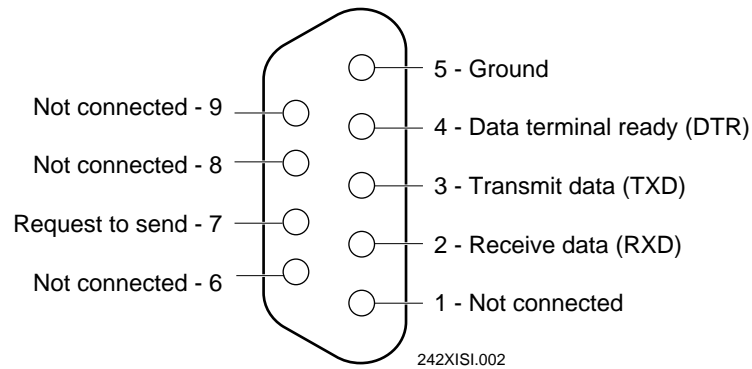 5 - Ground
Not connected - 9
4 - Data terminal ready (DTR)
Not connected - 8
3 - Transmit data (TXD)
Request to send - 7
2 - Receive data (RXD)
Not connected - 6
1 - Not connected
242XISI.002